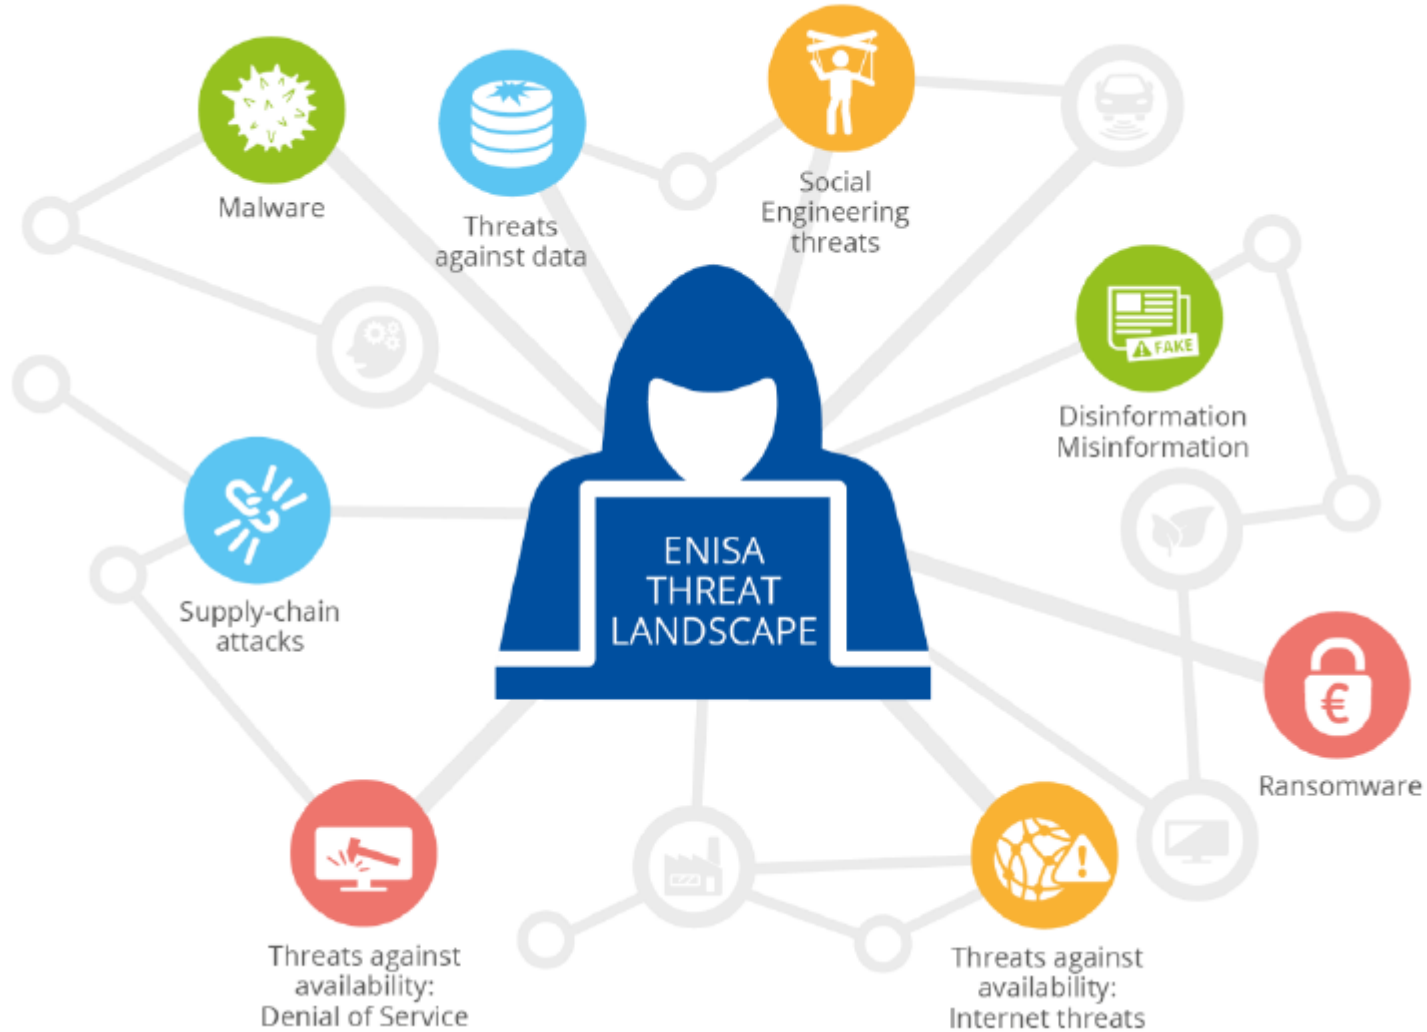 Malware
Threats
against data
Social
Engineering
threats
FAKE
Disinformation
Misinformation
ENISA
THREAT
LANDSCAPE
Supply-chain
attacks
€
Ransomware
Threats against
availability:
Denial of Service
!
Threats against
availability:
Internet threats